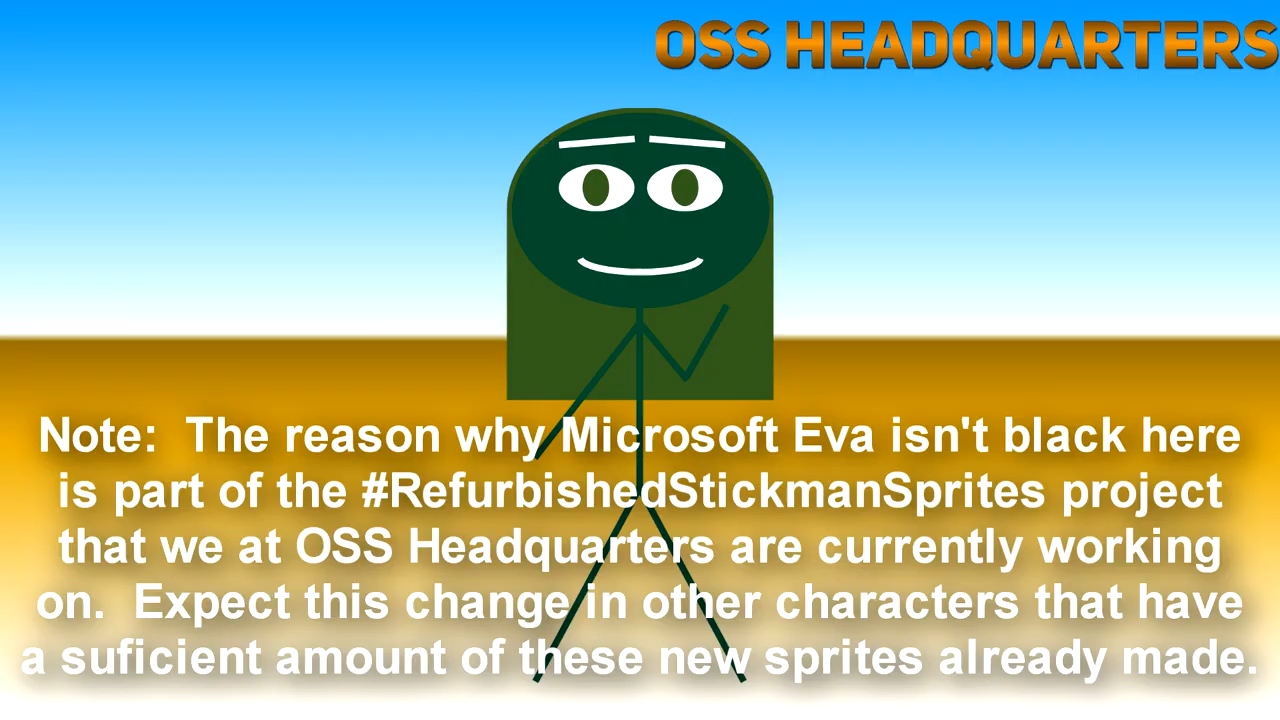 OSS HEADQUARTERS
Note:  The reason why Microsoft Eva isn't black here
is part of the #RefurbishedStickmanSprites project
that we at OSS Headquarters are currently working
on.  Expect this change in other characters that have
a suficient amount of these new sprites already made.